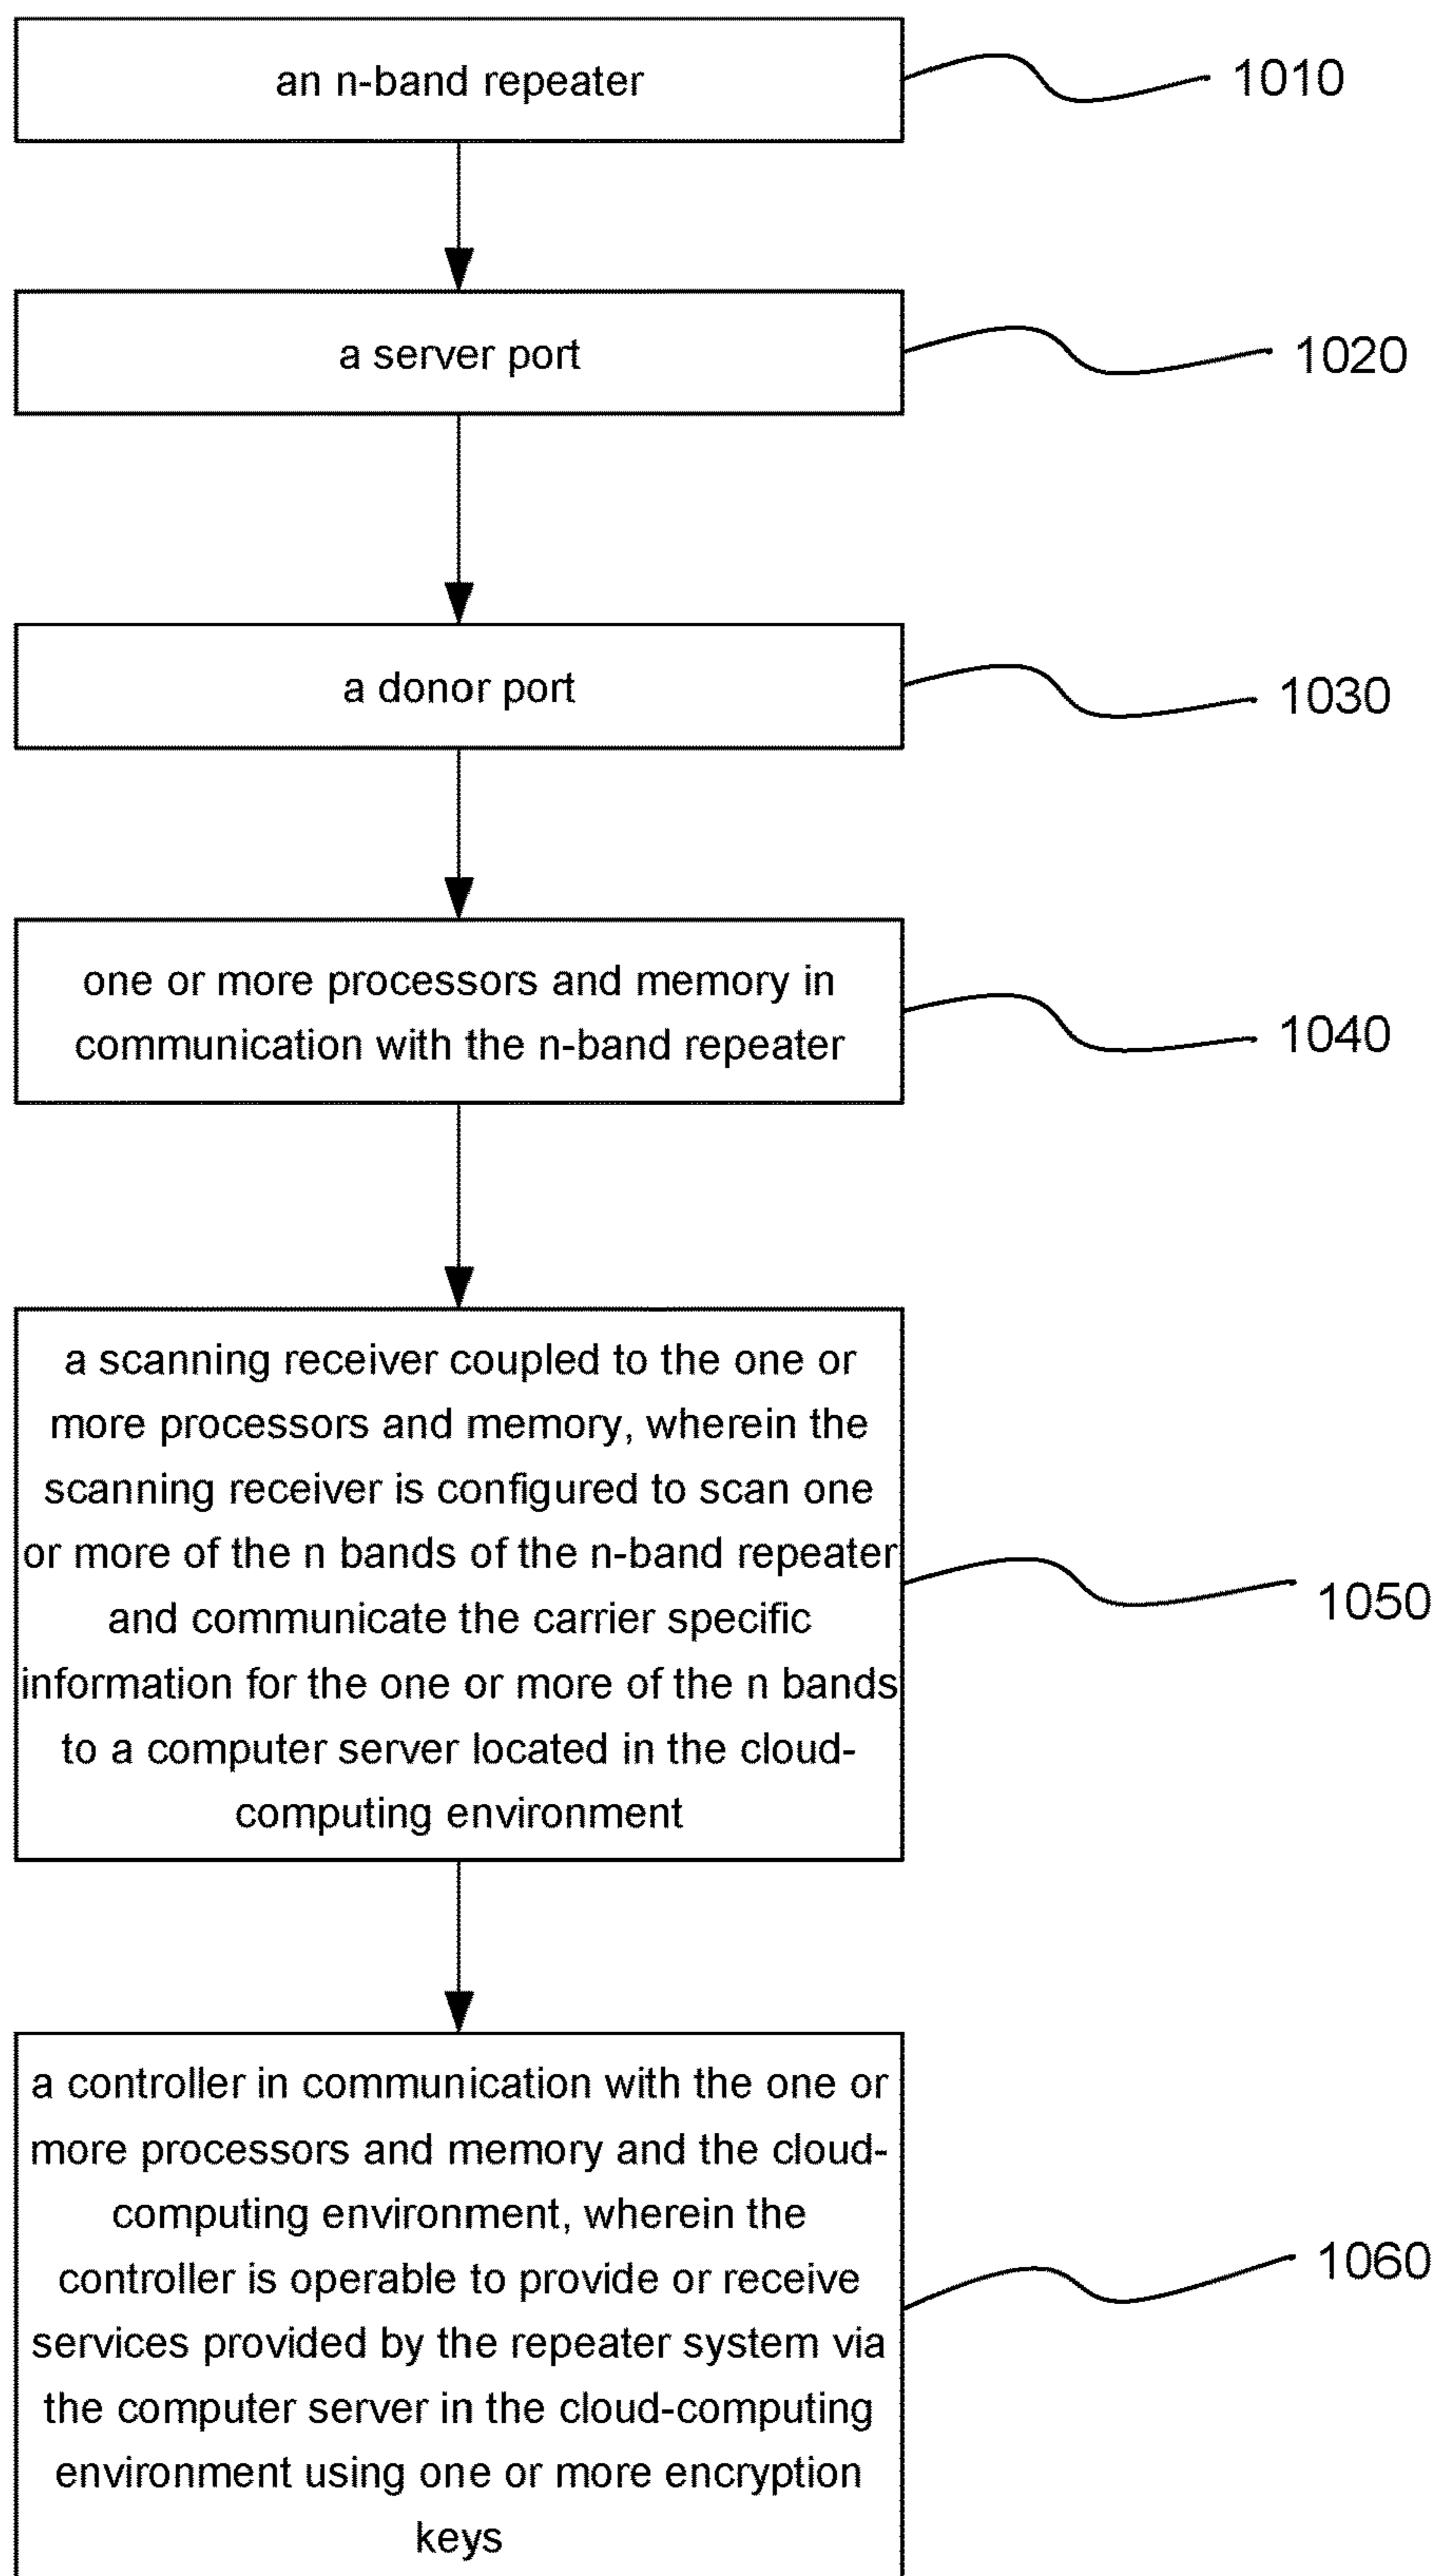 an n-band repeater
1010
a server port
1020
a donor port
1030
one or more processors and memory in
communication with the n-band repeater
1040
a scanning receiver coupled to the one or
more processors and memory, wherein the
scanning receiver is configured to scan one
or more of the n bands of the n-band repeater
and communicate the carrier specific
information for the one or more of the n bands
to a computer server located in the cloud-
computing environment
1050
a controller in communication with the one or
more processors and memory and the cloud-
computing environment, wherein the
controller is operable to provide or receive
services provided by the repeater system via
the computer server in the cloud-computing
environment using one or more encryption
keys
1060